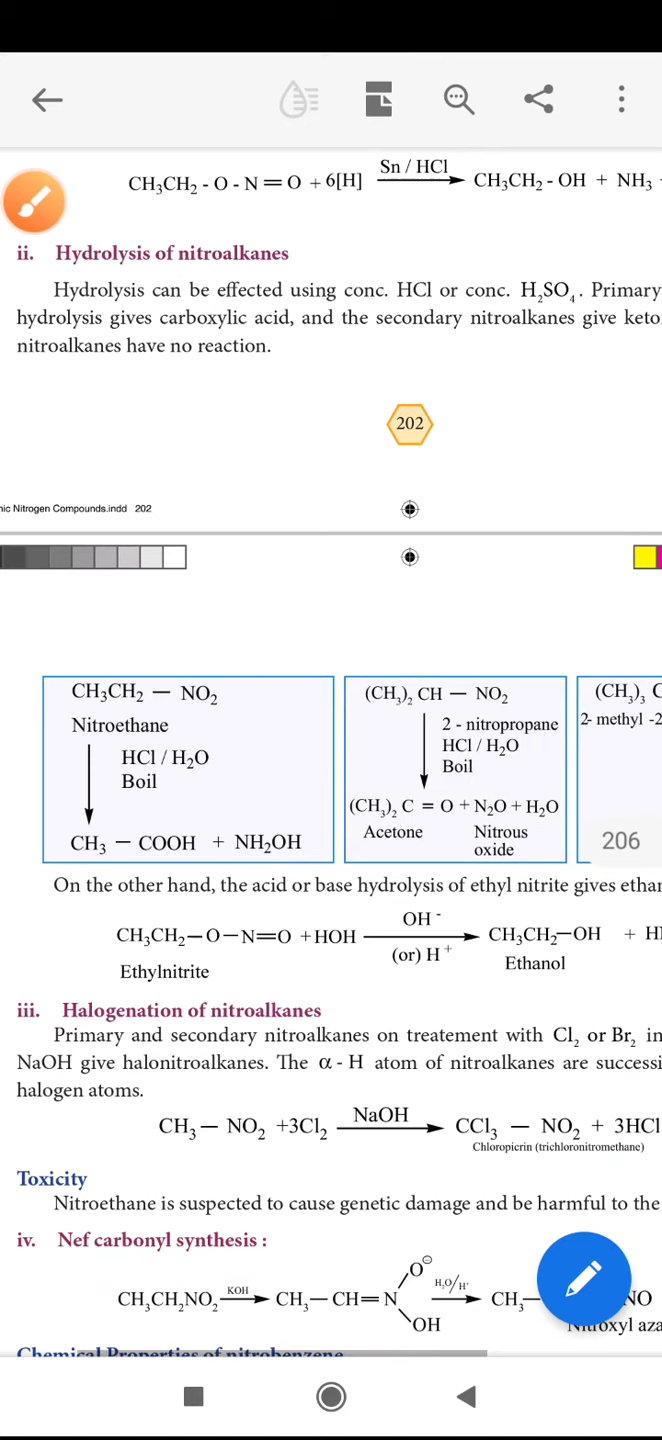 CH₃CH₂ - O - N = O + 6[H] Sn / HCl CH₃CH₂ - OH + NH₃
ii. Hydrolysis of nitroalkanes
Hydrolysis can be effected using conc. HCl or conc. H₂SO₄. Primary
hydrolysis gives carboxylic acid, and the secondary nitroalkanes give keto
nitroalkanes have no reaction.
202
nic Nitrogen Compounds.indd 202
CH₃CH₂ — NO₂
Nitroethane
HCl / H₂O
Boil
CH₃ — COOH + NH₂OH
(CH₃)₂ CH — NO₂
2 - nitropropane
HCl / H₂O
Boil
(CH₃)₂ C = O + N₂O + H₂O
Acetone Nitrous
oxide
(CH₃)₃ C
2- methyl -2
206
On the other hand, the acid or base hydrolysis of ethyl nitrite gives ethan
CH₃CH₂—O—N=O + HOH OH⁻ (or) H⁺ CH₃CH₂—OH + H
Ethylnitrite Ethanol
iii. Halogenation of nitroalkanes
Primary and secondary nitroalkanes on treatement with Cl₂ or Br₂ in
NaOH give halonitroalkanes. The α - H atom of nitroalkanes are successi
halogen atoms.
CH₃ — NO₂ +3Cl₂ NaOH CCl₃ — NO₂ + 3HCl
Chloropicrin (trichloronitromethane)
Toxicity
Nitroethane is suspected to cause genetic damage and be harmful to the
iv. Nef carbonyl synthesis :
CH₃CH₂NO₂ KOH CH₃—CH=N O⊖ OH H₂O/H⁺ CH₃— NO
Nitroxyl aza
Chemical Properties of nitrobenzene